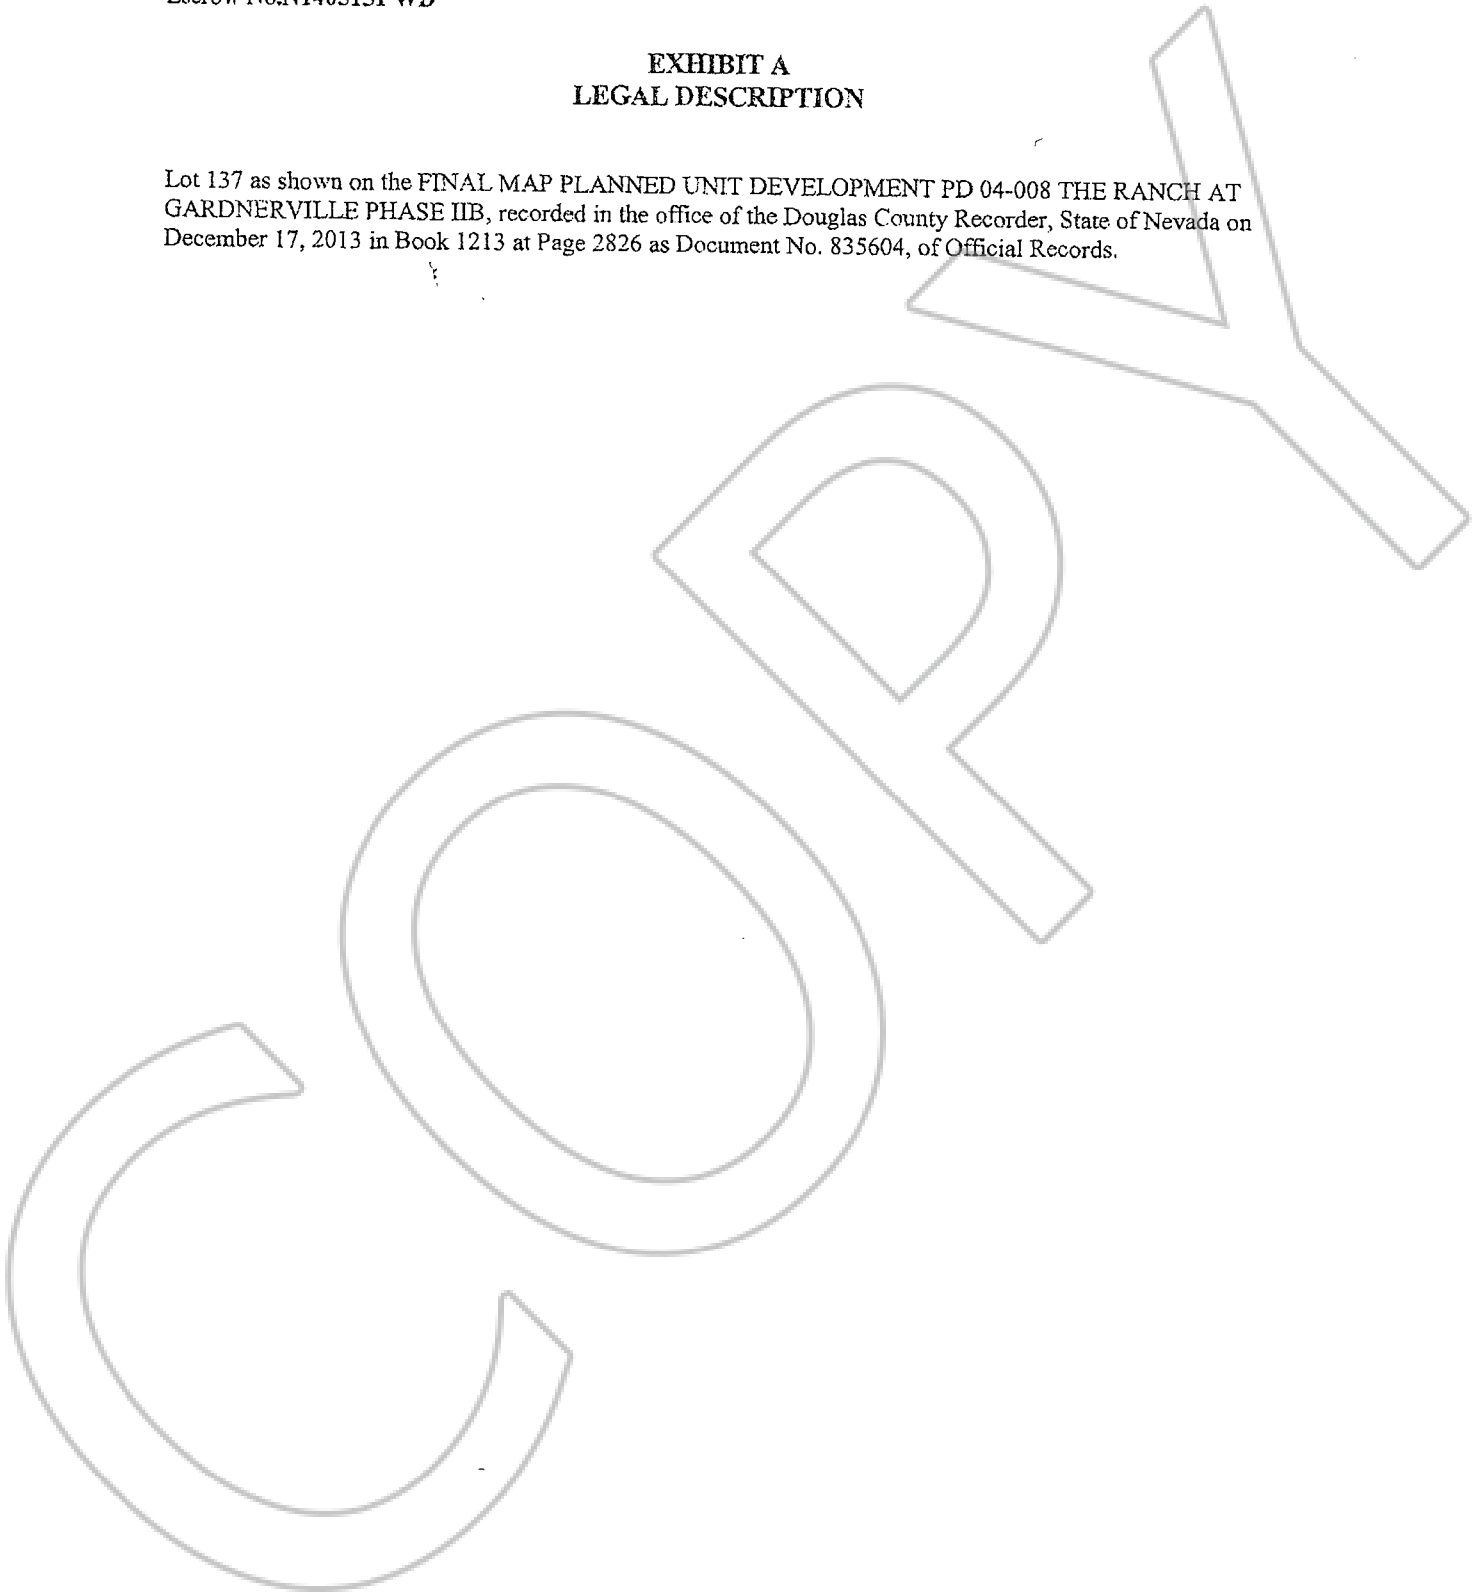 EXHIBIT A
LEGAL DESCRIPTION
Lot 137 as shown on the FINAL MAP PLANNED UNIT DEVELOPMENT PD 04-008 THE RANCH AT
GARDNERVILLE PHASE IIB, recorded in the office of the Douglas County Recorder, State of Nevada on
December 17, 2013 in Book 1213 at Page 2826 as Document No. 835604, of Official Records.
COPY